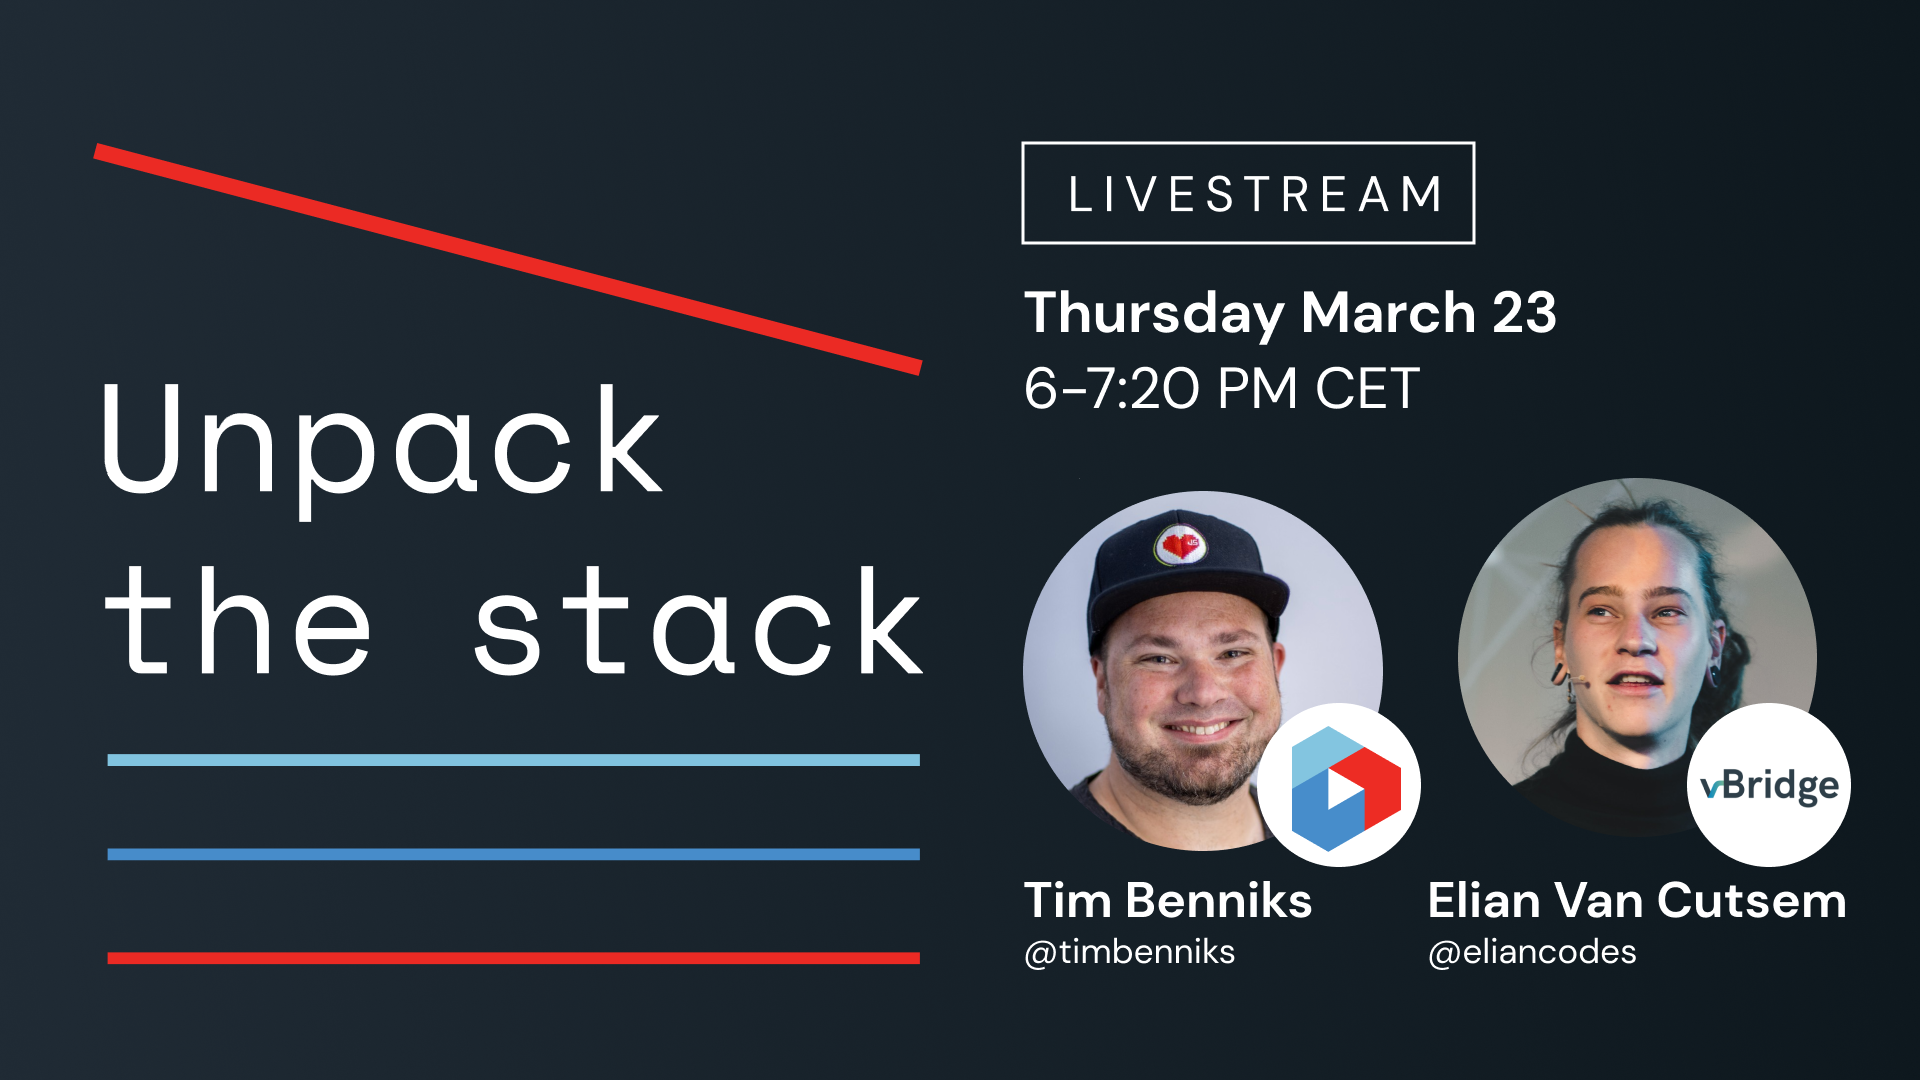 Unpack
the stack
LIVESTREAM
Thursday March 23
6-7:20 PM CET
JS
vBridge
Tim Benniks
@timbenniks
Elian Van Cutsem
@eliancodes